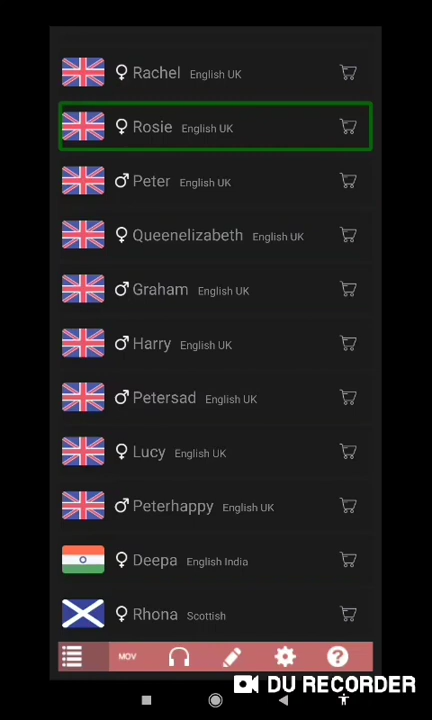 Rachel English UK
Rosie English UK
Peter English UK
Queenelizabeth English UK
Graham English UK
Harry English UK
Petersad English UK
Lucy English UK
Peterhappy English UK
Deepa English India
Rhona Scottish
MOV ?
DU RECORDER